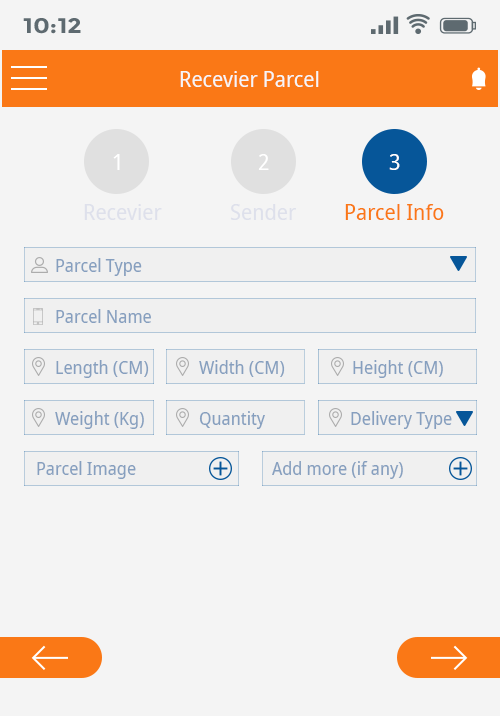 10:12
Recevier Parcel
1 2 3
Recevier Sender Parcel Info
Parcel Type
Parcel Name
Length (CM) Width (CM) Height (CM)
Weight (Kg) Quantity Delivery Type
Parcel Image Add more (if any)